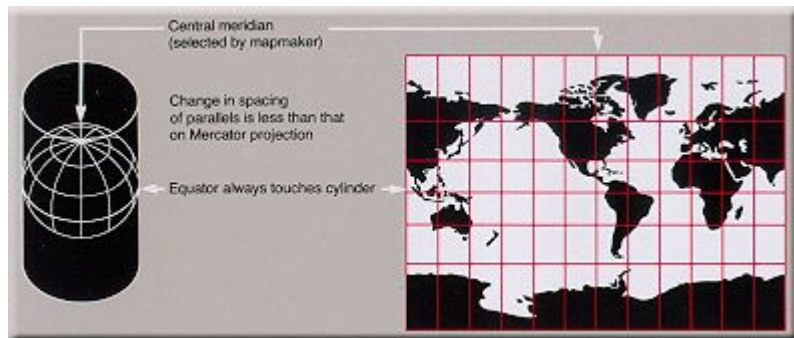 Central meridian
(selected by mapmaker)
Change in spacing
of parallels is less than that
on Mercator projection
Equator always touches cylinder